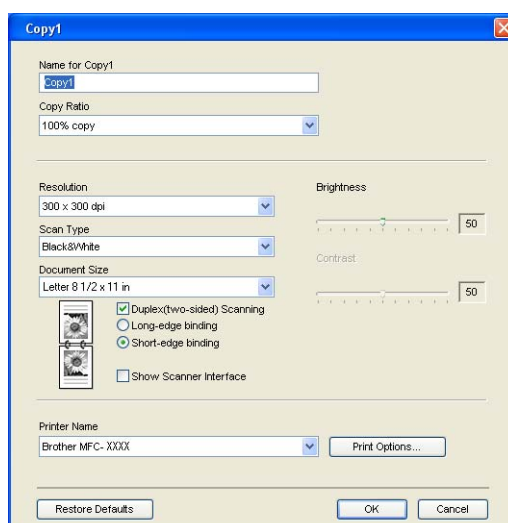 Copy1
Name for Copy1
Copy1
Copy Ratio
100% copy
Resolution
300 x 300 dpi
Scan Type
Black&White
Document Size
Letter 8 1/2 x 11 in
Duplex(two-sided) Scanning
Long-edge binding
Short-edge binding
Show Scanner Interface
Brightness
50
Contrast
50
Printer Name
Brother MFC- XXXX
Print Options...
Restore Defaults
OK
Cancel